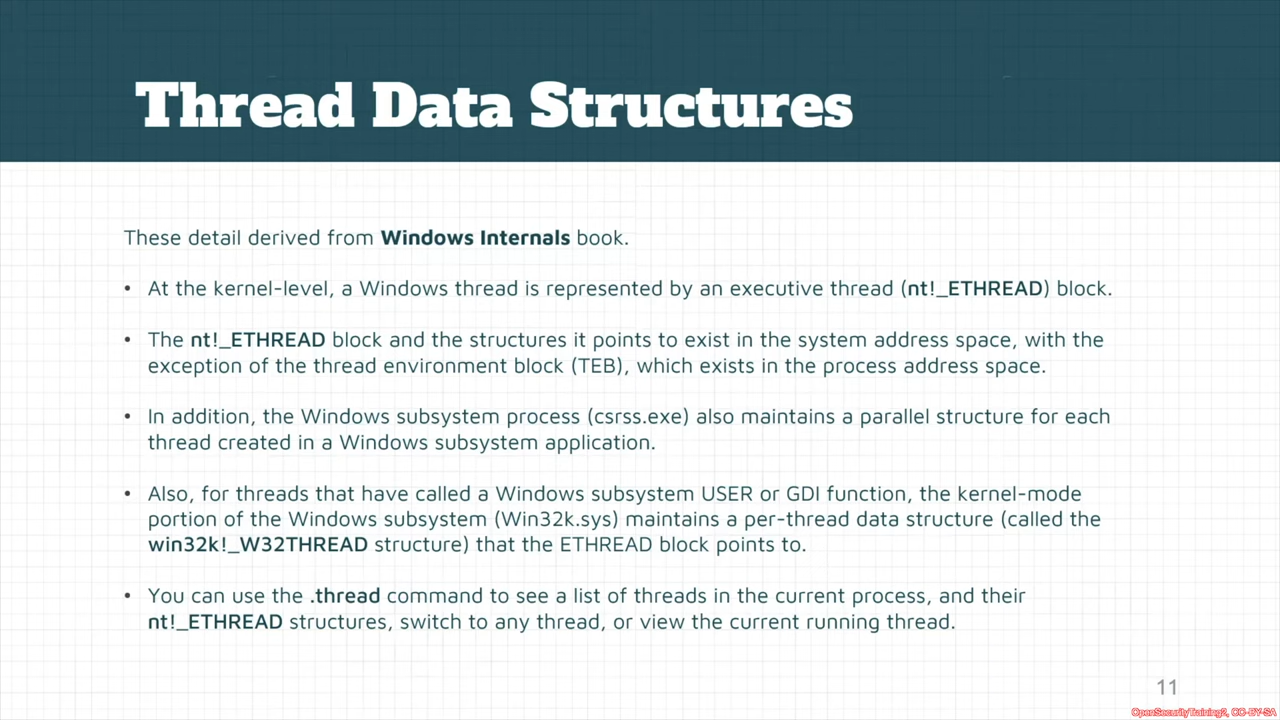 Thread Data Structures
These detail derived from Windows Internals book.
• At the kernel-level, a Windows thread is represented by an executive thread (nt!_ETHREAD) block.
• The nt!_ETHREAD block and the structures it points to exist in the system address space, with the
exception of the thread environment block (TEB), which exists in the process address space.
• In addition, the Windows subsystem process (csrss.exe) also maintains a parallel structure for each
thread created in a Windows subsystem application.
• Also, for threads that have called a Windows subsystem USER or GDI function, the kernel-mode
portion of the Windows subsystem (Win32k.sys) maintains a per-thread data structure (called the
win32k!_W32THREAD structure) that the ETHREAD block points to.
• You can use the .thread command to see a list of threads in the current process, and their
nt!_ETHREAD structures, switch to any thread, or view the current running thread.
11
OpenSecurityTraining2, CC-BY-SA